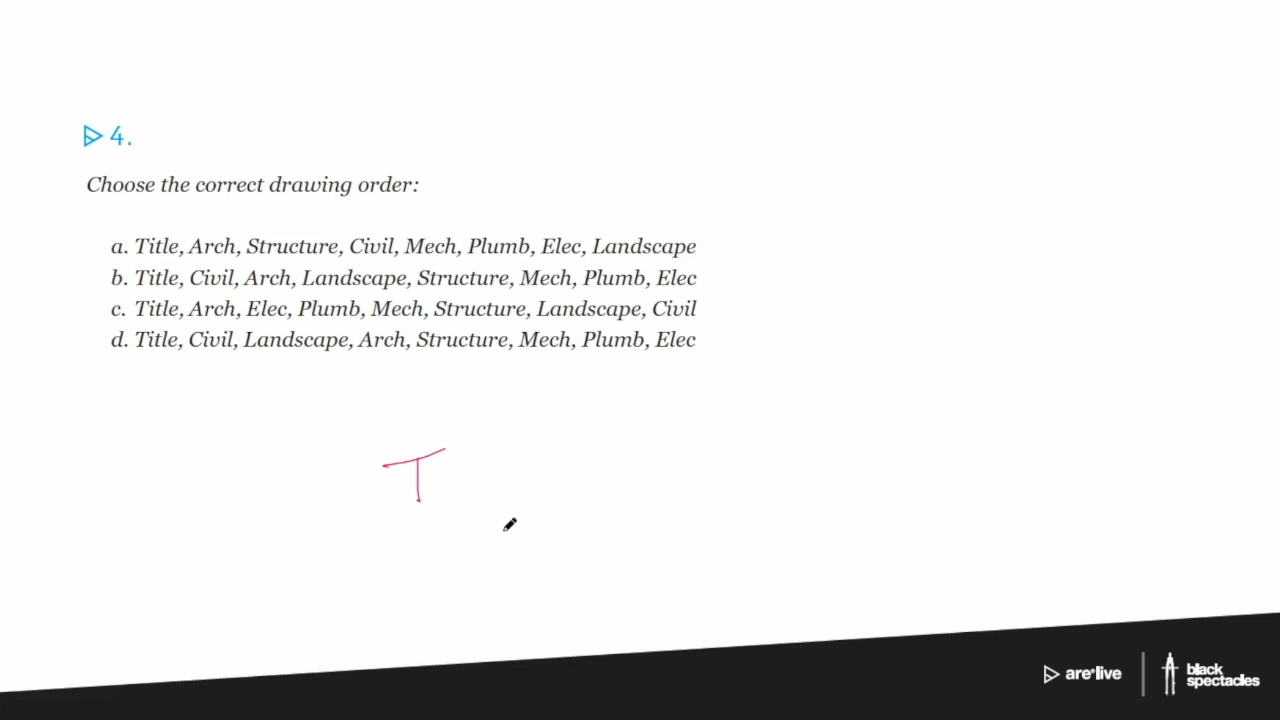 4.
Choose the correct drawing order:
a. Title, Arch, Structure, Civil, Mech, Plumb, Elec, Landscape
b. Title, Civil, Arch, Landscape, Structure, Mech, Plumb, Elec
c. Title, Arch, Elec, Plumb, Mech, Structure, Landscape, Civil
d. Title, Civil, Landscape, Arch, Structure, Mech, Plumb, Elec
T
are*live
black
spectacles